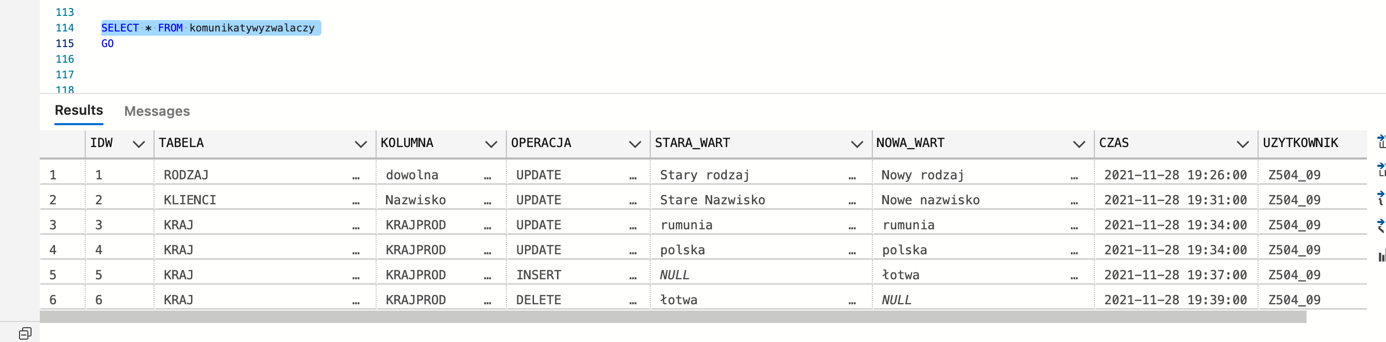 113
114 SELECT * FROM komunikatywyzwalaczy
115 GO
116
117
118
Results Messages
IDW TABELA KOLUMNA OPERACJA STARA_WART NOWA_WART CZAS UZYTKOWNIK
1 1 RODZAJ … dowolna … UPDATE … Stary rodzaj … Nowy rodzaj … 2021-11-28 19:26:00 Z504_09
2 2 KLIENCI … Nazwisko … UPDATE … Stare Nazwisko … Nowe nazwisko … 2021-11-28 19:31:00 Z504_09
3 3 KRAJ … KRAJPROD … UPDATE … rumunia … rumunia … 2021-11-28 19:34:00 Z504_09
4 4 KRAJ … KRAJPROD … UPDATE … polska … polska … 2021-11-28 19:34:00 Z504_09
5 5 KRAJ … KRAJPROD … INSERT … NULL łotwa … 2021-11-28 19:37:00 Z504_09
6 6 KRAJ … KRAJPROD … DELETE … łotwa … NULL 2021-11-28 19:39:00 Z504_09